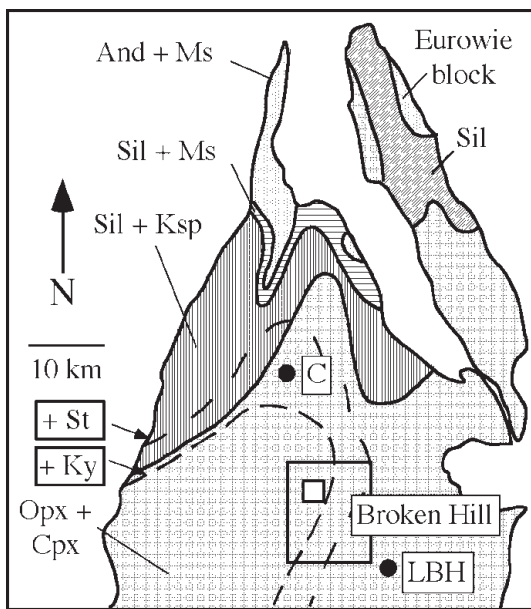 And + Ms
Eurowie
block
Sil + Ms
Sil
Sil + Ksp
N
10 km
C
+ St
+ Ky
Opx +
Cpx
Broken Hill
LBH